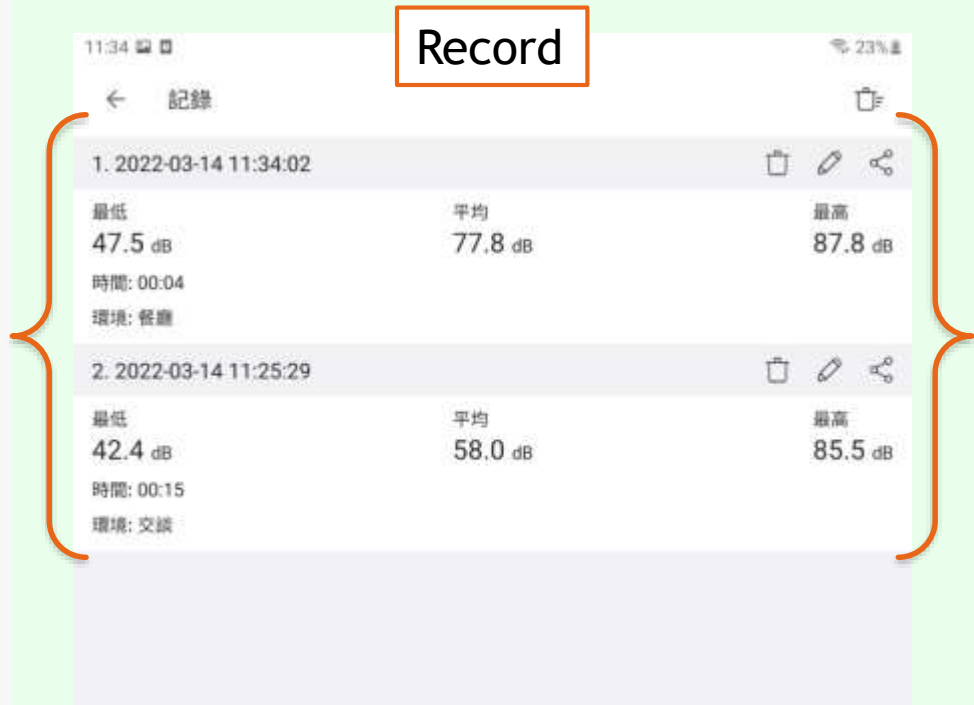 Record
11:34 23%
記錄
1. 2022-03-14 11:34:02
最低 平均 最高
47.5 dB 77.8 dB 87.8 dB
時間: 00:04
環境: 餐廳
2. 2022-03-14 11:25:29
最低 平均 最高
42.4 dB 58.0 dB 85.5 dB
時間: 00:15
環境: 交談